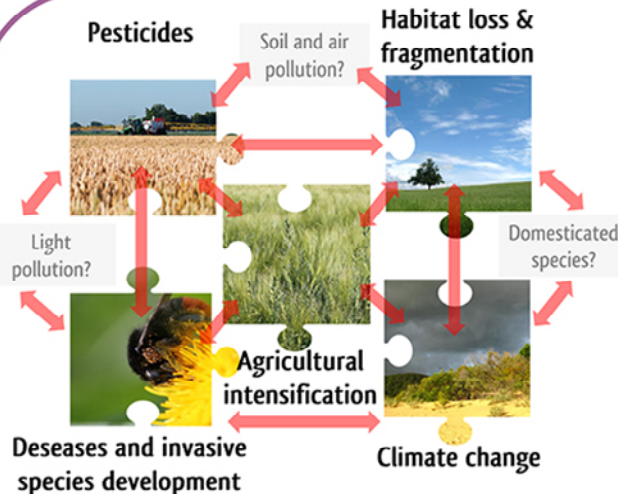 Pesticides
Soil and air
pollution?
Habitat loss &
fragmentation
Light
pollution?
Domesticated
species?
Agricultural
intensification
Deseases and invasive
species development
Climate change